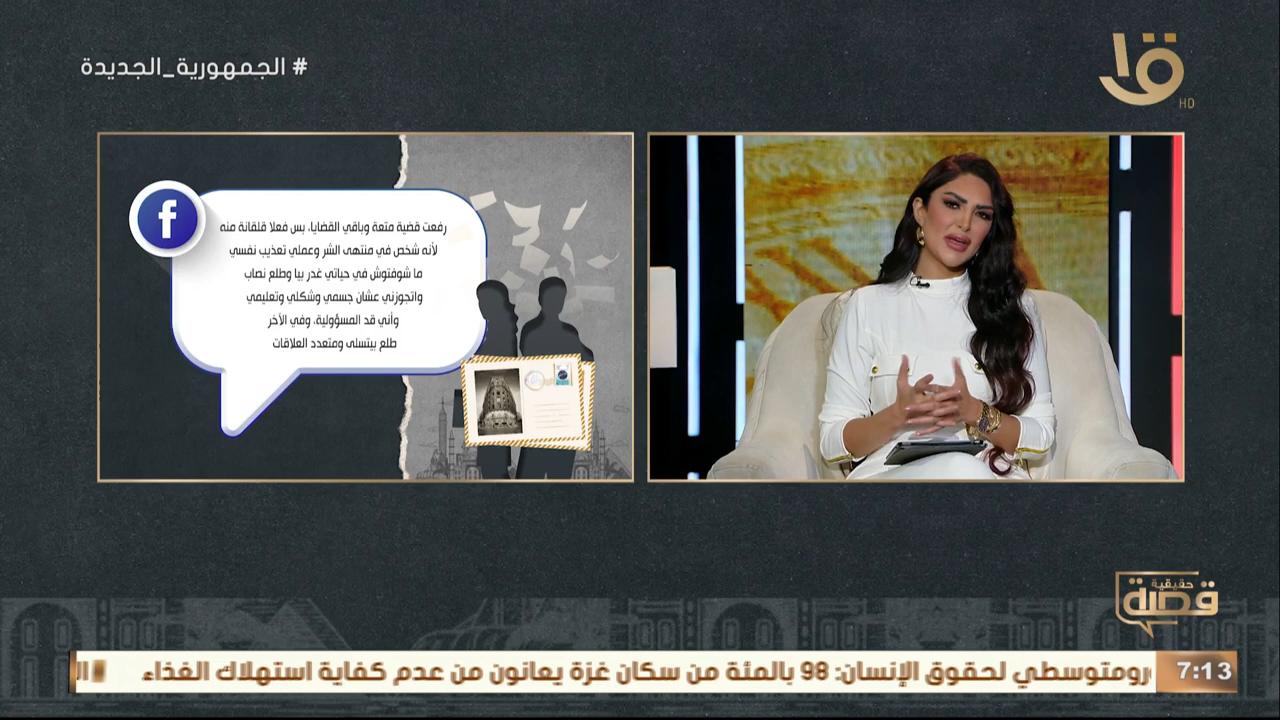 # الجمهورية_الجديدة
HD
f
رفعت قضية متعة وباقي القضايا، بس فعلا قلقانة منه
لأنه شخص في منتهى الشر وعملي تعذيب نفسي
ما شوفتوش في حياتي غدر بيا وطلع نصاب
واتجوزني عشان جسمي وشكلي وتعليمي
وأني قد المسؤولية، وفي الأخر
طلع بيتسلى ومتعدد العلاقات
قصة
حقيقية
رومتوسطي لحقوق الإنسان: 98 بالمئة من سكان غزة يعانون من عدم كفاية استهلاك الغذاء
7:13